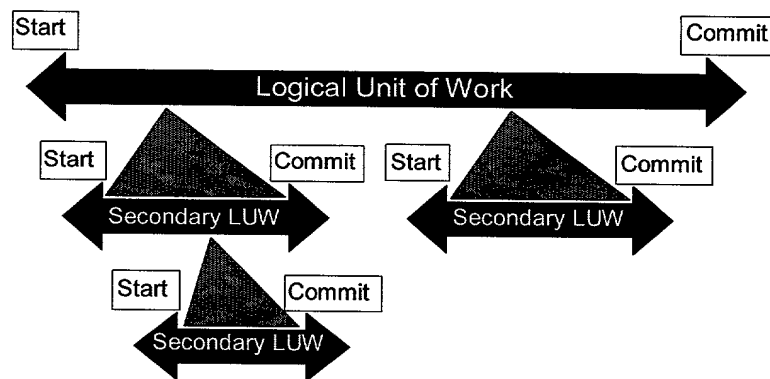 Start
Commit
Logical Unit of Work
Start
Commit
Start
Commit
Secondary LUW
Secondary LUW
Start
Commit
Secondary LUW